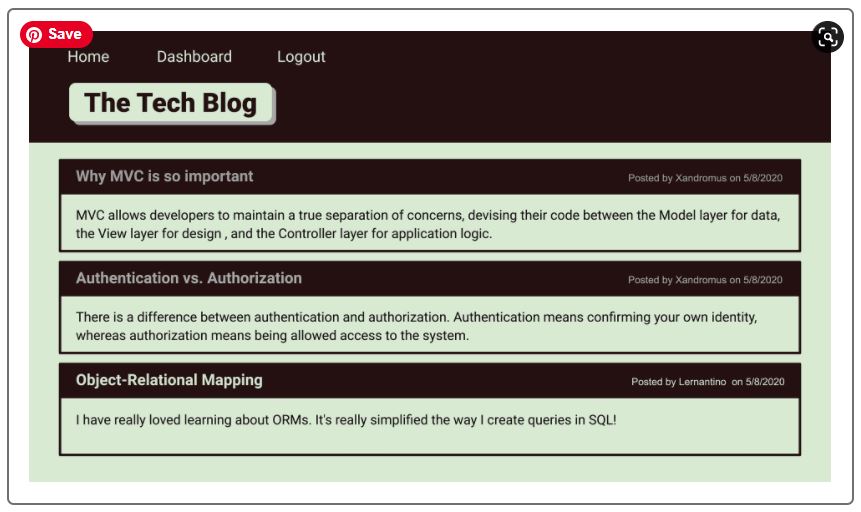 Save
Home Dashboard Logout
The Tech Blog
Why MVC is so important Posted by Xandromus on 5/8/2020
MVC allows developers to maintain a true separation of concerns, devising their code between the Model layer for data,
the View layer for design , and the Controller layer for application logic.
Authentication vs. Authorization Posted by Xandromus on 5/8/2020
There is a difference between authentication and authorization. Authentication means confirming your own identity,
whereas authorization means being allowed access to the system.
Object-Relational Mapping Posted by Lernantino on 5/8/2020
I have really loved learning about ORMs. It's really simplified the way I create queries in SQL!